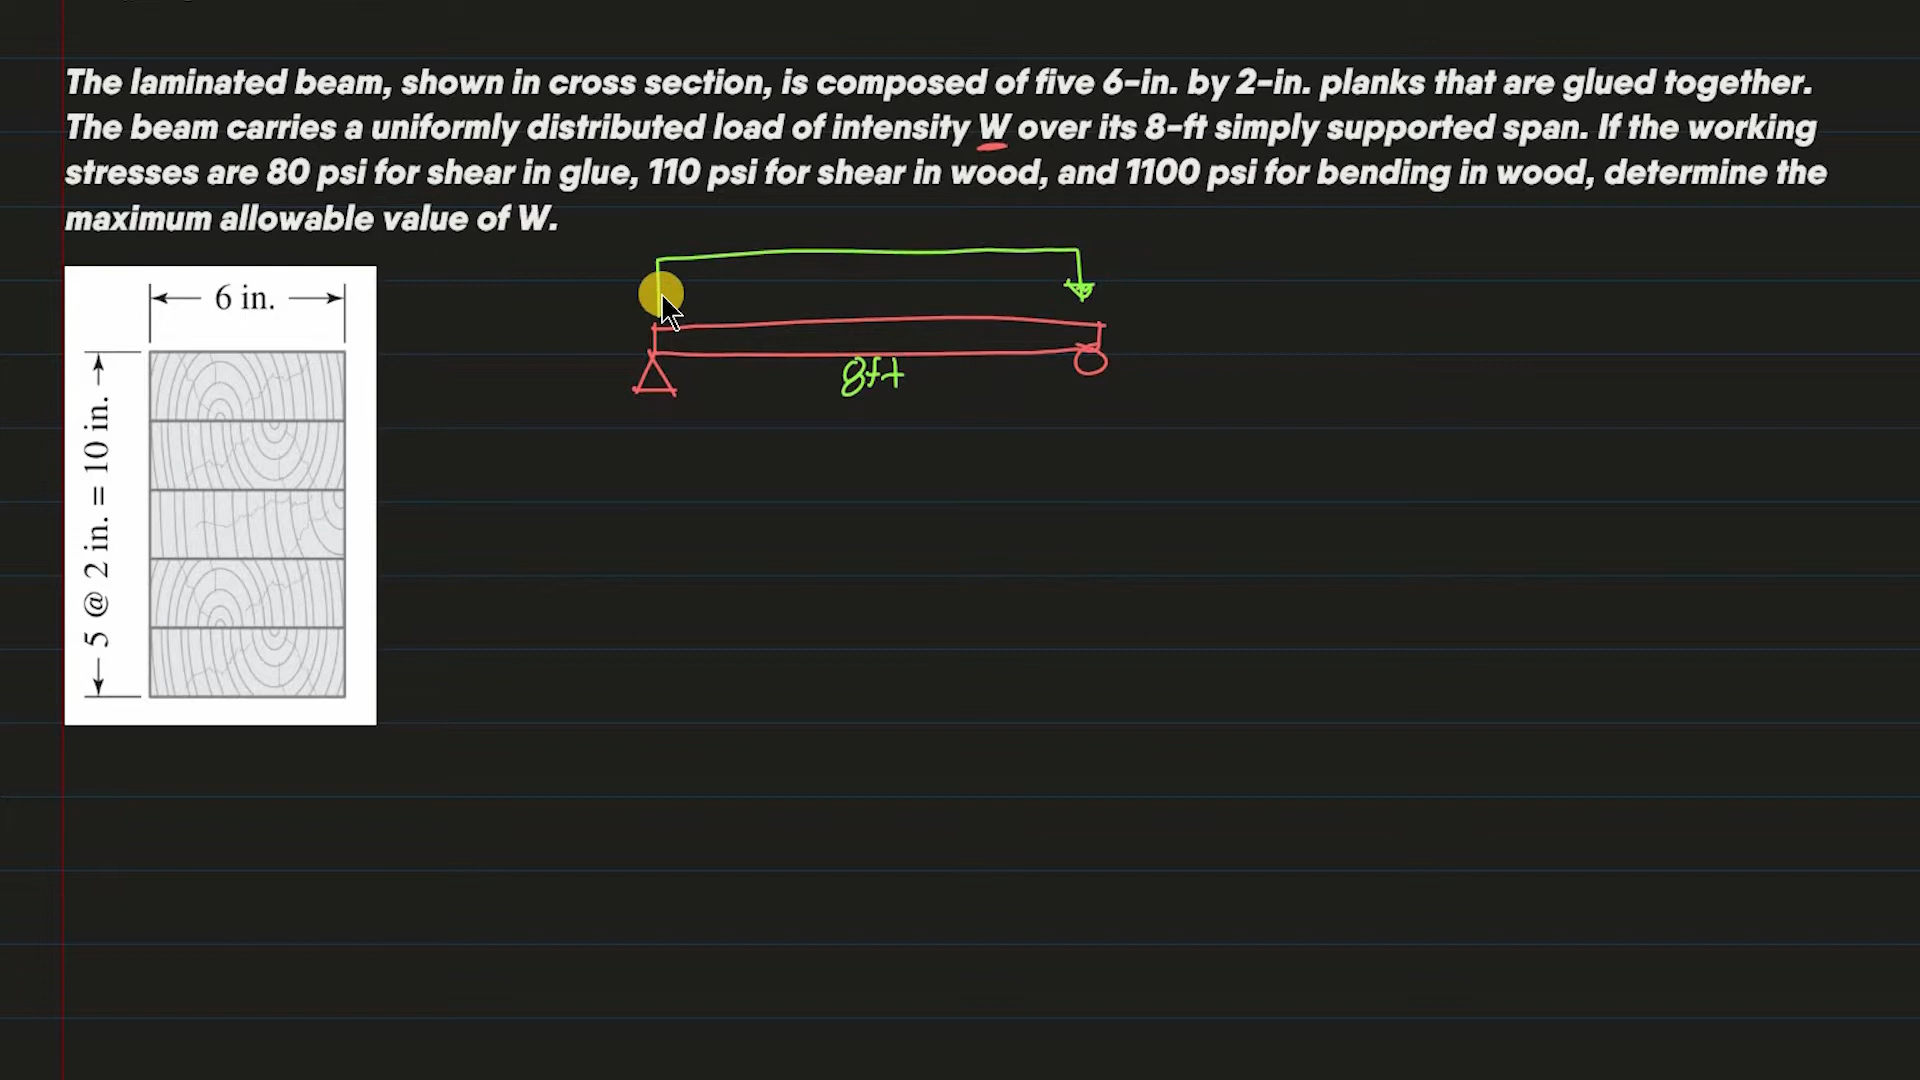 The laminated beam, shown in cross section, is composed of five 6-in. by 2-in. planks that are glued together.
The beam carries a uniformly distributed load of intensity W over its 8-ft simply supported span. If the working
stresses are 80 psi for shear in glue, 110 psi for shear in wood, and 1100 psi for bending in wood, determine the
maximum allowable value of W.
6 in.
5 @ 2 in. = 10 in.
8ft